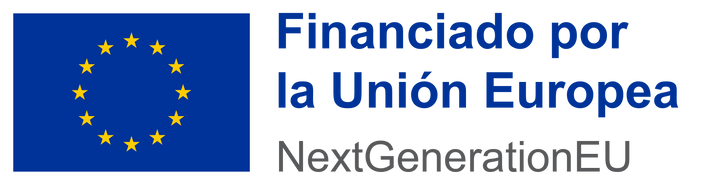 Financiado por
la Unión Europea
NextGenerationEU